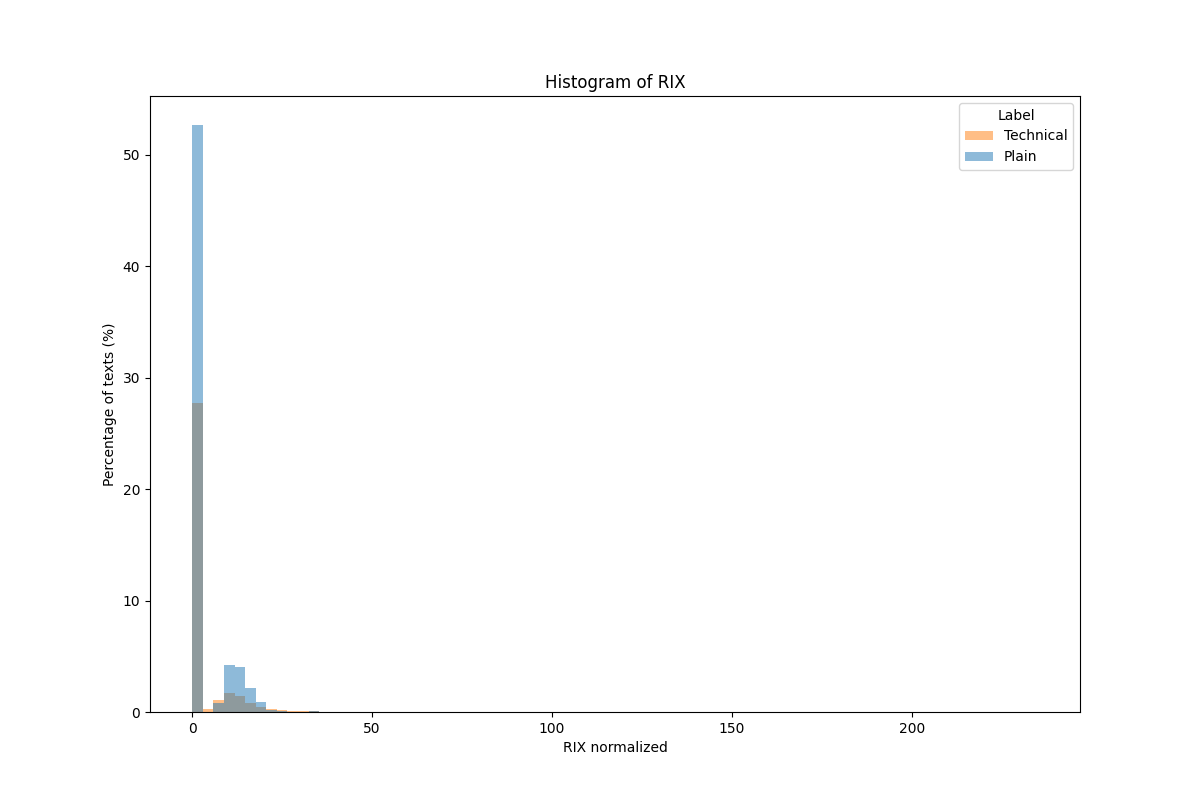 Histogram of RIX
Label
Technical
Plain
Percentage of texts (%)
50
40
30
20
10
0
0
50
100
150
200
RIX normalized